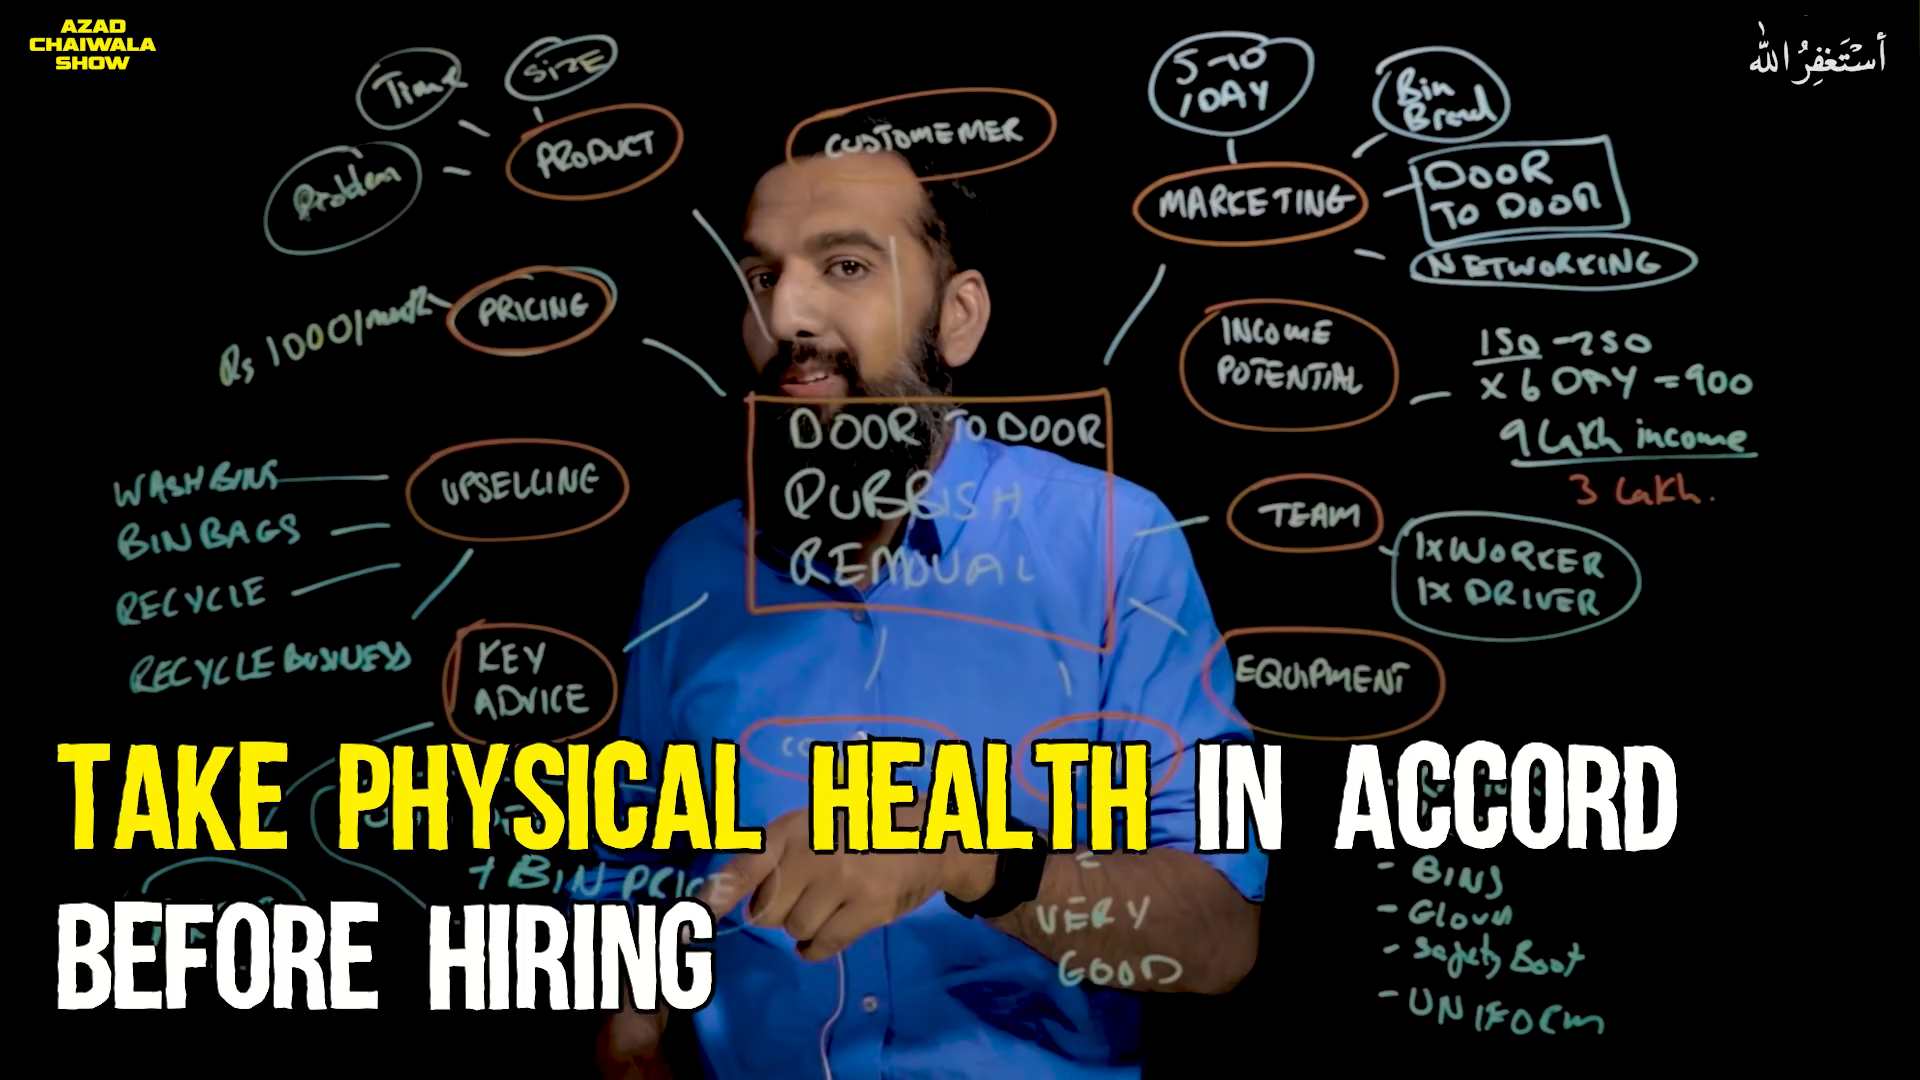 AZAD
CHAIWALA
SHOW
أستغفر الله
Time
SIZE
Problem
PRODUCT
CUSTOMEMER
5-10
/DAY
Bin
Brand
MARKETING
DOOR
TO DOOR
NETWORKING
Rs 1000/month
PRICING
INCOME
POTENTIAL
150-250
x 6 DAY = 900
9 Lakh income
3 Lakh.
DOOR TO DOOR
RUBBISH
REMOVAL
UPSELLING
WASH BINS
BIN BAGS
RECYCLE
RECYCLE BUSINESS
TEAM
1x WORKER
1x DRIVER
KEY
ADVICE
EQUIPMENT
TAKE PHYSICAL HEALTH IN ACCORD
BEFORE HIRING
+ BIN PRICE
=
VERY
GOOD
- BINS
- Gloves
- Safety Boot
- UNIFORM